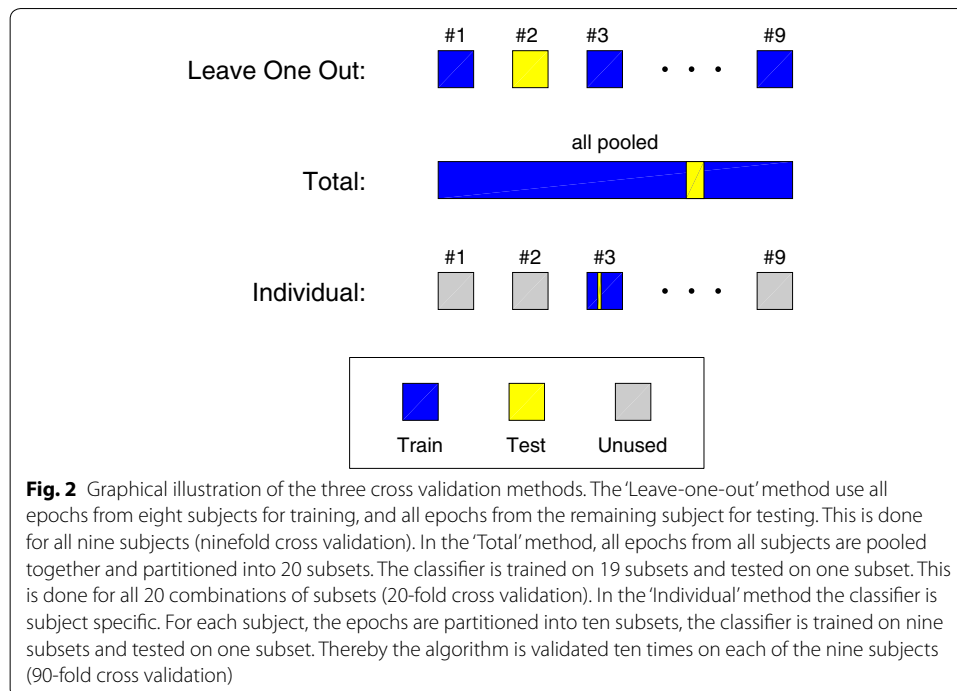 #1 #2 #3 #9
Leave One Out: . . .
all pooled
Total:
#1 #2 #3 #9
Individual: . . .
Train Test Unused
Fig. 2 Graphical illustration of the three cross validation methods. The ‘Leave-one-out’ method use all
epochs from eight subjects for training, and all epochs from the remaining subject for testing. This is done
for all nine subjects (ninefold cross validation). In the ‘Total’ method, all epochs from all subjects are pooled
together and partitioned into 20 subsets. The classifier is trained on 19 subsets and tested on one subset. This
is done for all 20 combinations of subsets (20-fold cross validation). In the ‘Individual’ method the classifier is
subject specific. For each subject, the epochs are partitioned into ten subsets, the classifier is trained on nine
subsets and tested on one subset. Thereby the algorithm is validated ten times on each of the nine subjects
(90-fold cross validation)